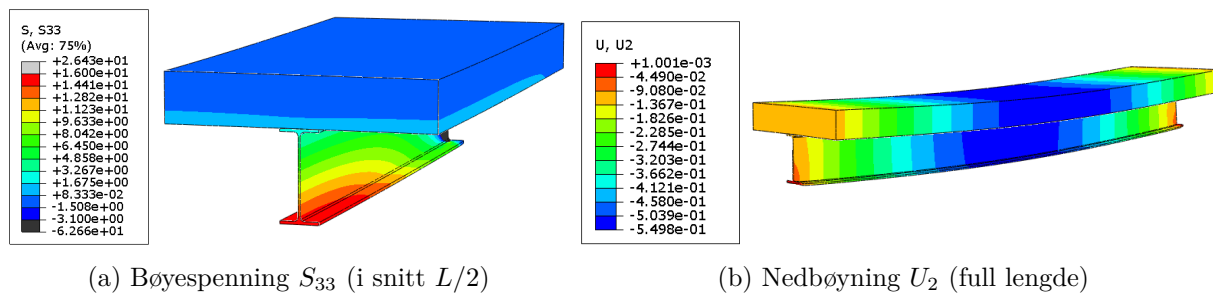 S, S33
(Avg: 75%)
+2.643e+01
+1.600e+01
+1.441e+01
+1.282e+01
+1.123e+01
+9.633e+00
+8.042e+00
+6.450e+00
+4.858e+00
+3.267e+00
+1.675e+00
+8.333e-02
-1.508e+00
-3.100e+00
-6.266e+01
U, U2
+1.001e-03
-4.490e-02
-9.080e-02
-1.367e-01
-1.826e-01
-2.285e-01
-2.744e-01
-3.203e-01
-3.662e-01
-4.121e-01
-4.580e-01
-5.039e-01
-5.498e-01
(a) Bøyespenning S₃₃ (i snitt L/2)
(b) Nedbøyning U₂ (full lengde)